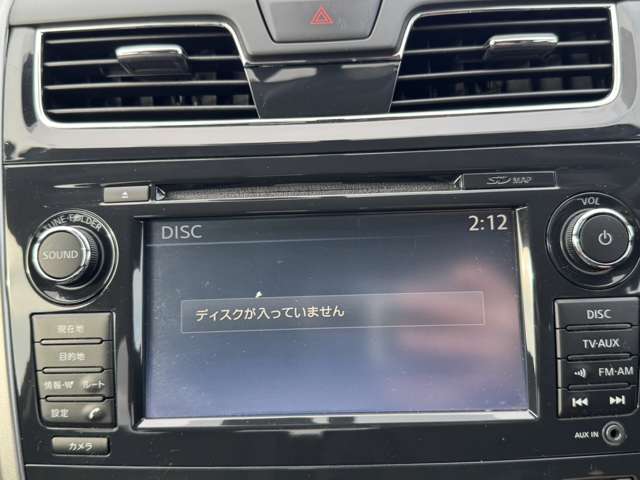 SD MAP
TUNE·FOLDER
SOUND
VOL
DISC 2:12
ディスクが入っていません
現在地
目的地
情報・VICS ルート
設定
カメラ
DISC
TV·AUX
FM·AM
AUX IN